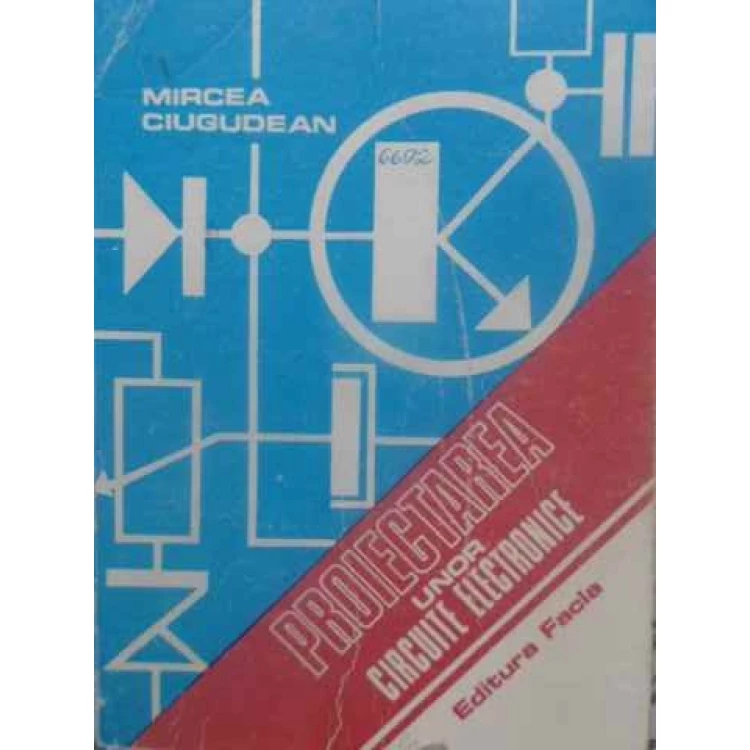 MIRCEA
CIUGUDEAN
6692
PROIECTAREA
UNOR
CIRCUITE ELECTRONICE
Editura Facla